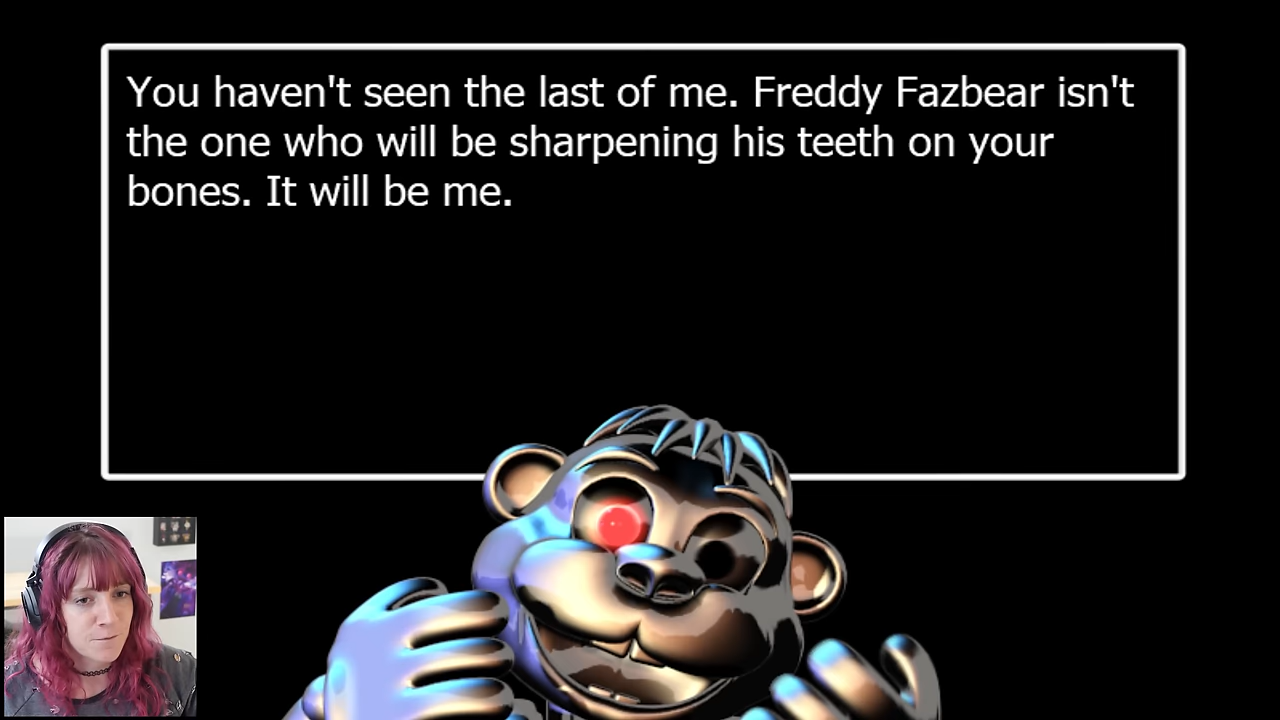 You haven't seen the last of me. Freddy Fazbear isn't
the one who will be sharpening his teeth on your
bones. It will be me.